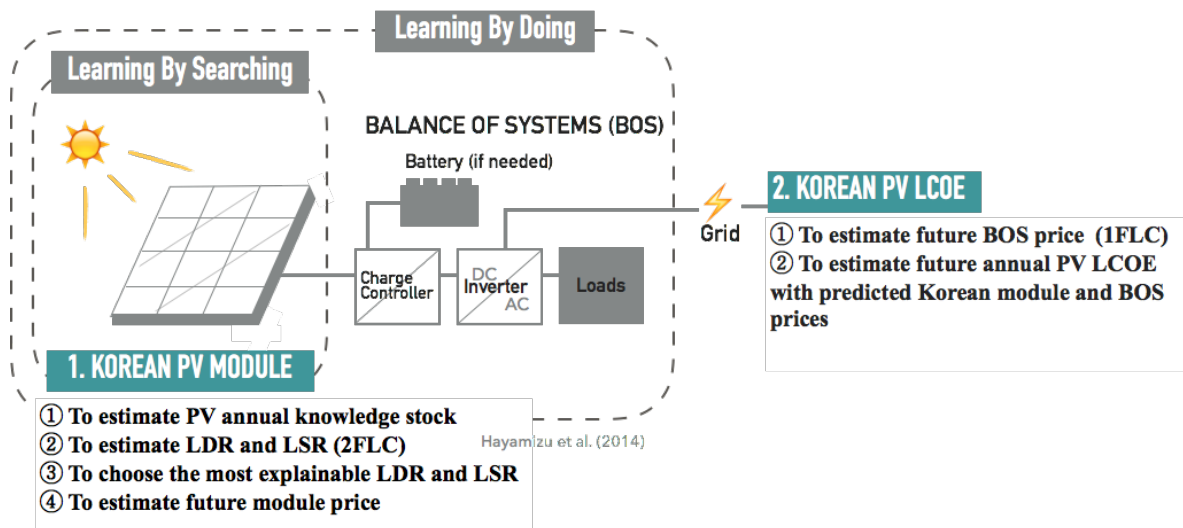 Learning By Doing
Learning By Searching
BALANCE OF SYSTEMS (BOS)
Battery (if needed)
Charge
Controller
DC
Inverter
AC
Loads
Grid
2. KOREAN PV LCOE
① To estimate future BOS price (1FLC)
② To estimate future annual PV LCOE
with predicted Korean module and BOS
prices
1. KOREAN PV MODULE
① To estimate PV annual knowledge stock
② To estimate LDR and LSR (2FLC)
③ To choose the most explainable LDR and LSR
④ To estimate future module price
Hayamizu et al. (2014)